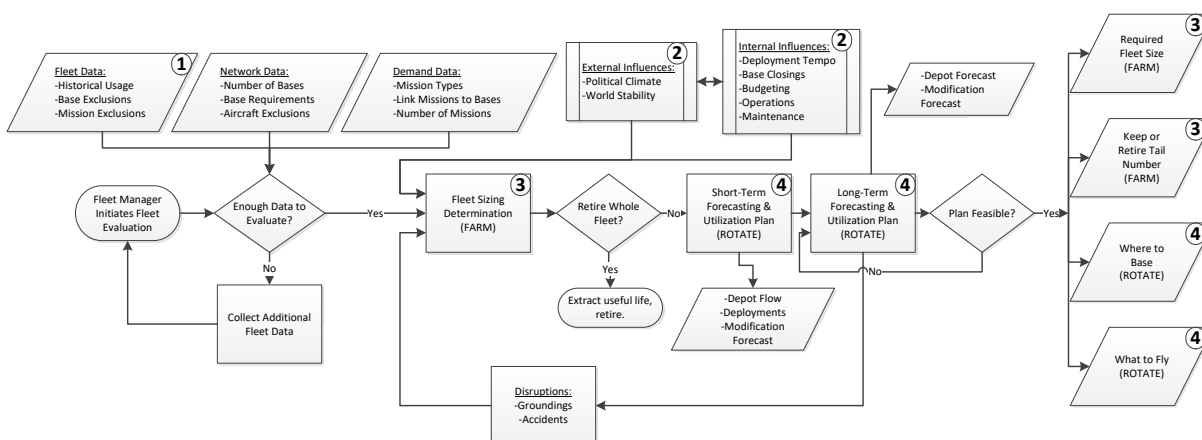 Fleet Data:
-Historical Usage
-Base Exclusions
-Mission Exclusions
1
Network Data:
-Number of Bases
-Base Requirements
-Aircraft Exclusions
Demand Data:
-Mission Types
-Link Missions to Bases
-Number of Missions
External Influences:
-Political Climate
-World Stability
2
Internal Influences:
-Deployment Tempo
-Base Closings
-Budgeting
-Operations
-Maintenance
2
-Depot Forecast
-Modification
Forecast
Required
Fleet Size
(FARM)
3
Keep or
Retire Tail
Number
(FARM)
3
Where to
Base
(ROTATE)
4
What to Fly
(ROTATE)
4
Fleet Manager
Initiates Fleet
Evaluation
Enough Data to
Evaluate?
Yes
No
Collect Additional
Fleet Data
Fleet Sizing
Determination
(FARM)
3
Retire Whole
Fleet?
No
Yes
Extract useful life,
retire.
Short-Term
Forecasting &
Utilization Plan
(ROTATE)
4
-Depot Flow
-Deployments
-Modification
Forecast
Long-Term
Forecasting &
Utilization Plan
(ROTATE)
4
Plan Feasible?
Yes
No
Disruptions:
-Groundings
-Accidents